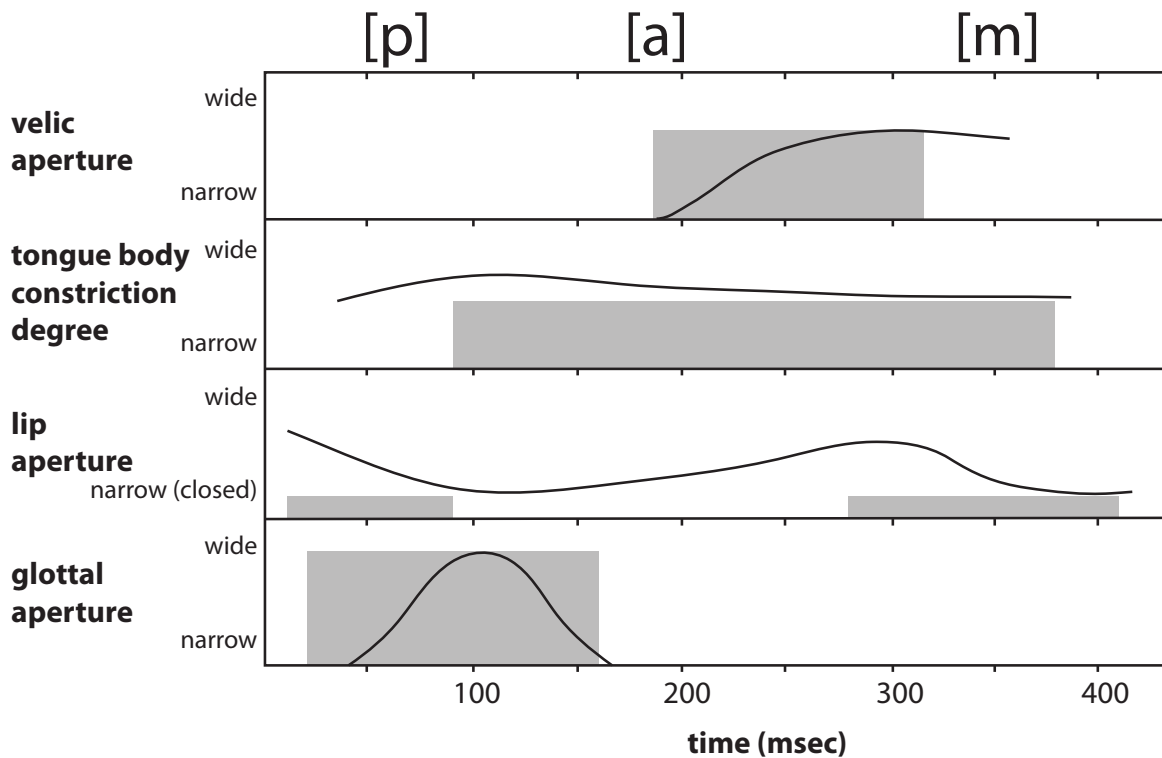 [p] [a] [m]
velic
aperture
wide
narrow
tongue body
constriction
degree
wide
narrow
lip
aperture
wide
narrow (closed)
glottal
aperture
wide
narrow
100 200 300 400
time (msec)